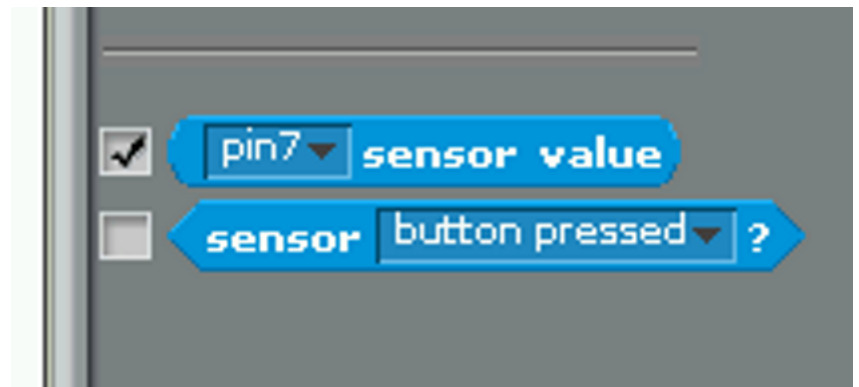 pin7 sensor value
sensor button pressed ?